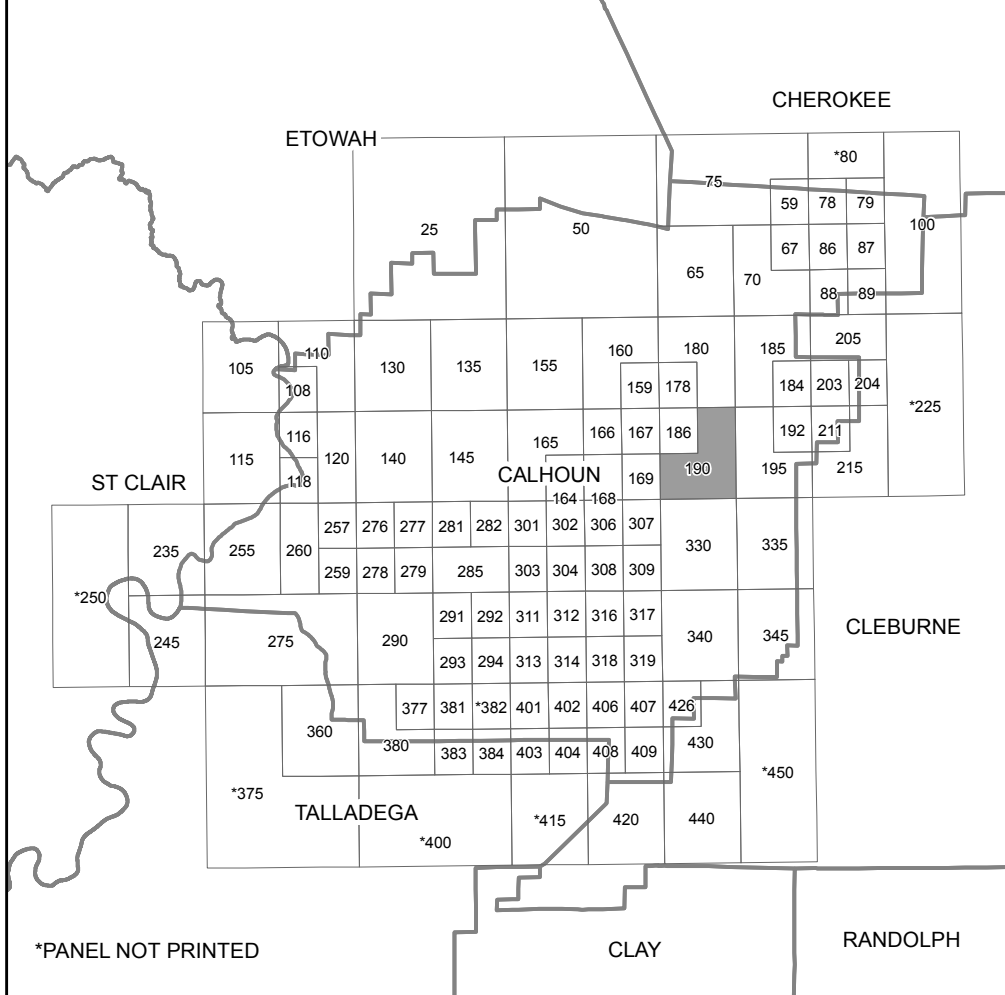 CHEROKEE
ETOWAH
*80
75
59 78 79
25 50 100
67 86 87
65 70
88 89
110 160 180 185 205
105 130 135 155
108 159 178 184 203 204
*225
116 166 167 186 192 211
115 120 140 145 165 195 215
ST CLAIR 118 CALHOUN 169 190
164 168
257 276 277 281 282 301 302 306 307
235 255 260 330 335
259 278 279 285 303 304 308 309
*250
291 292 311 312 316 317
245 275 290 340 345 CLEBURNE
293 294 313 314 318 319
377 381 *382 401 402 406 407 426
360 380 430
383 384 403 404 408 409
*375 *450
TALLADEGA *415 420 440
*400
*PANEL NOT PRINTED CLAY RANDOLPH